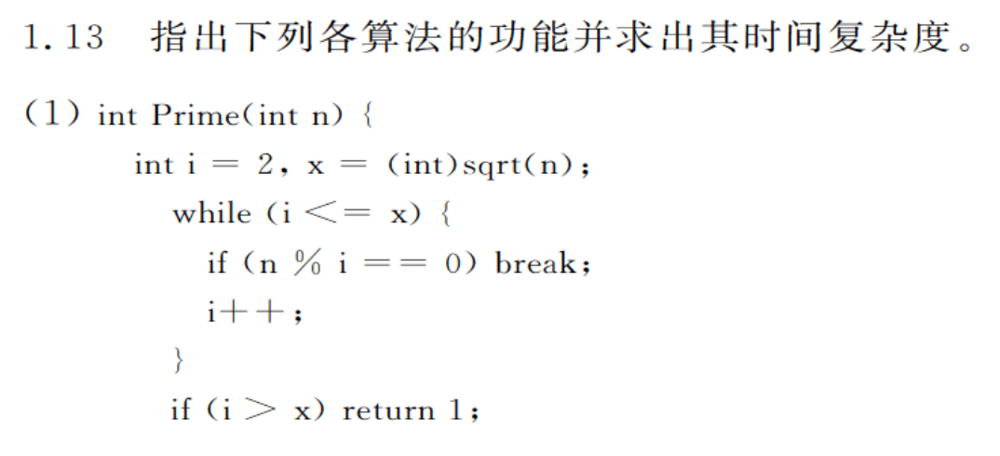 1.13 指出下列各算法的功能并求出其时间复杂度。
(1) int Prime(int n) {
int i = 2, x = (int)sqrt(n);
while (i <= x) {
if (n % i == 0) break;
i++;
}
if (i > x) return 1;